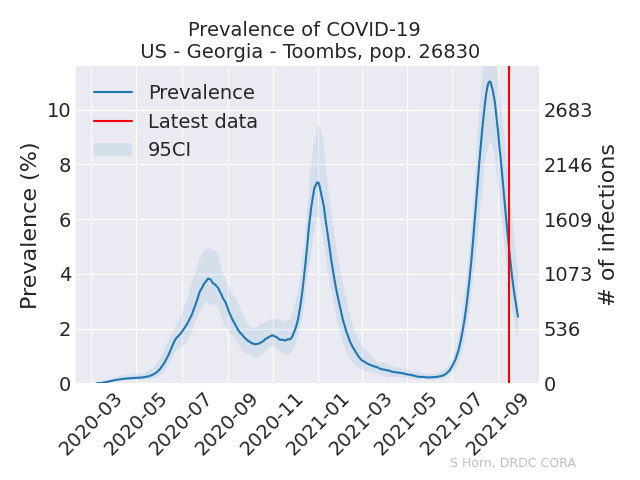 Prevalence of COVID-19
US - Georgia - Toombs, pop. 26830
Prevalence
Latest data
95CI
Prevalence (%)
10
8
6
4
2
0
2683
2146
1609
1073
536
0
# of infections
2020-03
2020-05
2020-07
2020-09
2020-11
2021-01
2021-03
2021-05
2021-07
2021-09
S Horn, DRDC CORA